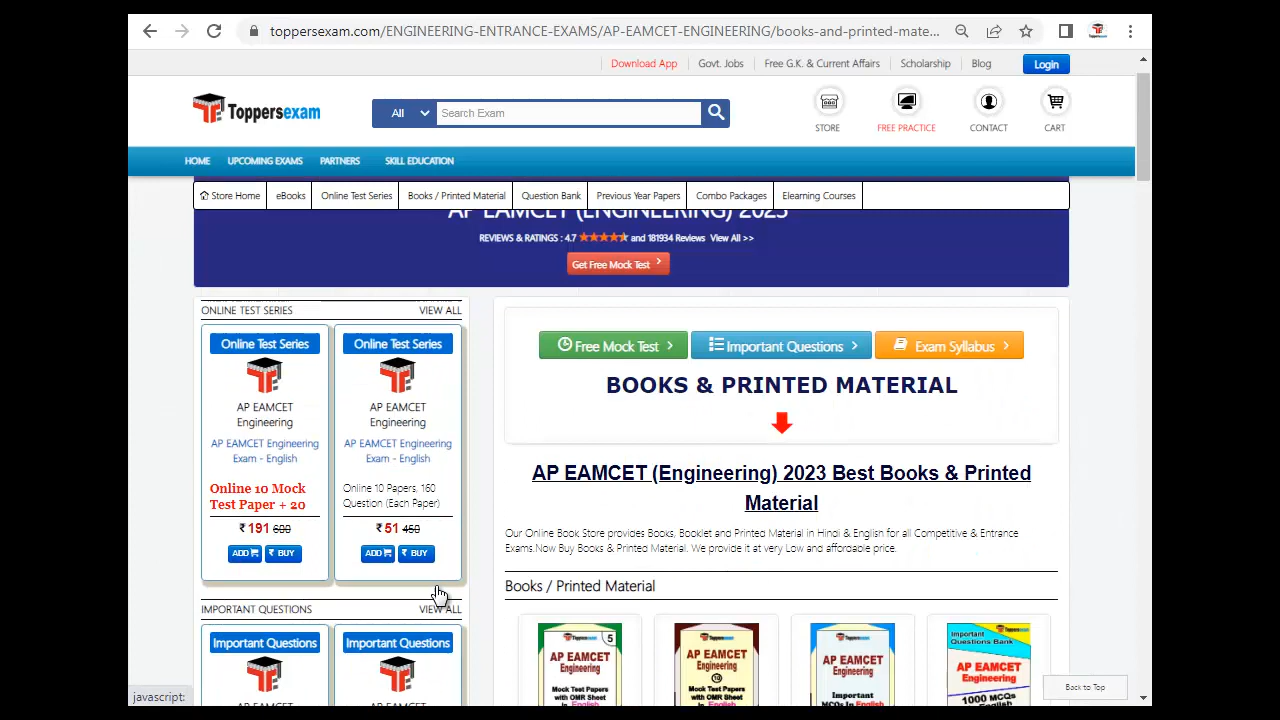 toppersexam.com/ENGINEERING-ENTRANCE-EXAMS/AP-EAMCET-ENGINEERING/books-and-printed-mate...
Download App
Govt. Jobs
Free G.K. & Current Affairs
Scholarship
Blog
Login
Toppersexam
All
Search Exam
STORE
FREE PRACTICE
CONTACT
CART
HOME
UPCOMING EXAMS
PARTNERS
SKILL EDUCATION
Store Home
eBooks
Online Test Series
Books / Printed Material
Question Bank
Previous Year Papers
Combo Packages
Elearning Courses
AP EAMCET (ENGINEERING) 2023
REVIEWS & RATINGS : 4.7 and 181934 Reviews View All >>
Get Free Mock Test
ONLINE TEST SERIES
VIEW ALL
Online Test Series
AP EAMCET
Engineering
AP EAMCET Engineering
Exam - English
Online 10 Mock
Test Paper + 20
₹ 191 600
ADD
₹ BUY
Online Test Series
AP EAMCET
Engineering
AP EAMCET Engineering
Exam - English
Online 10 Papers, 160
Question (Each Paper)
₹ 51 450
ADD
₹ BUY
IMPORTANT QUESTIONS
VIEW ALL
Important Questions
Important Questions
Free Mock Test
Important Questions
Exam Syllabus
BOOKS & PRINTED MATERIAL
AP EAMCET (Engineering) 2023 Best Books & Printed
Material
Our Online Book Store provides Books, Booklet and Printed Material in Hindi & English for all Competitive & Entrance
Exams.Now Buy Books & Printed Material. We provide it at very Low and affordable price.
Books / Printed Material
Toppersexam
5
AP EAMCET
Engineering
Mock Test Papers
with OMR Sheet
In English
Toppersexam
AP EAMCET
Engineering
10
Mock Test Papers
with OMR Sheet
In English
Toppersexam
AP EAMCET
Engineering
Important
MCQs In English
Important
Questions Bank
Toppersexam
AP EAMCET
Engineering
1000 MCQs
Back to Top
javascript: